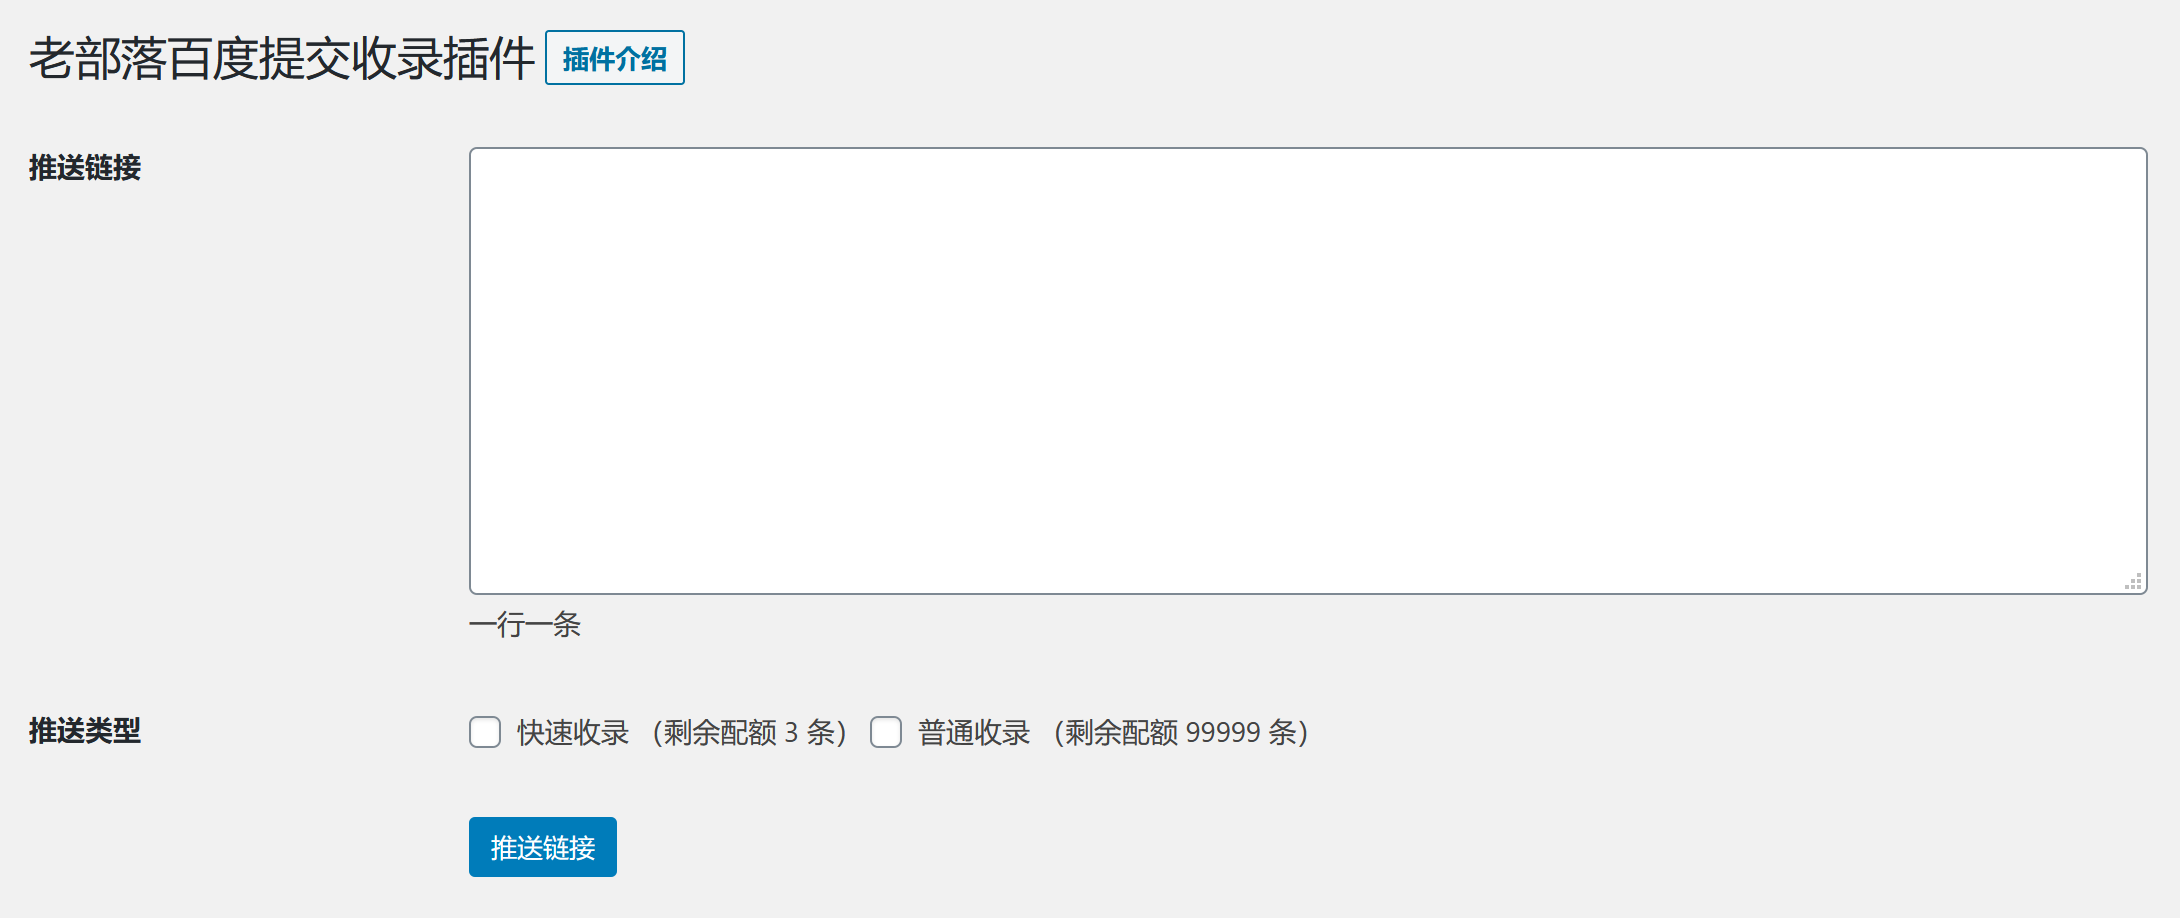 老部落百度提交收录插件 插件介绍
推送链接
一行一条
推送类型 快速收录 （剩余配额 3 条） 普通收录 （剩余配额 99999 条）
推送链接